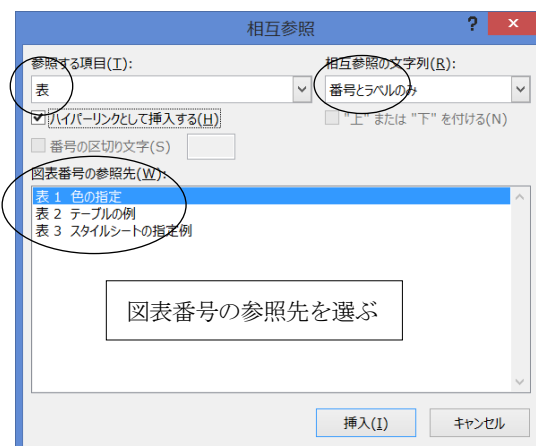 相互参照
?
×
参照する項目(T):
相互参照の文字列(R):
表
番号とラベルのみ
ハイパーリンクとして挿入する(H)
"上" または "下" を付ける(N)
番号の区切り文字(S)
図表番号の参照先(W):
表 1 色の指定
表 2 テーブルの例
表 3 スタイルシートの指定例
図表番号の参照先を選ぶ
挿入(I)
キャンセル